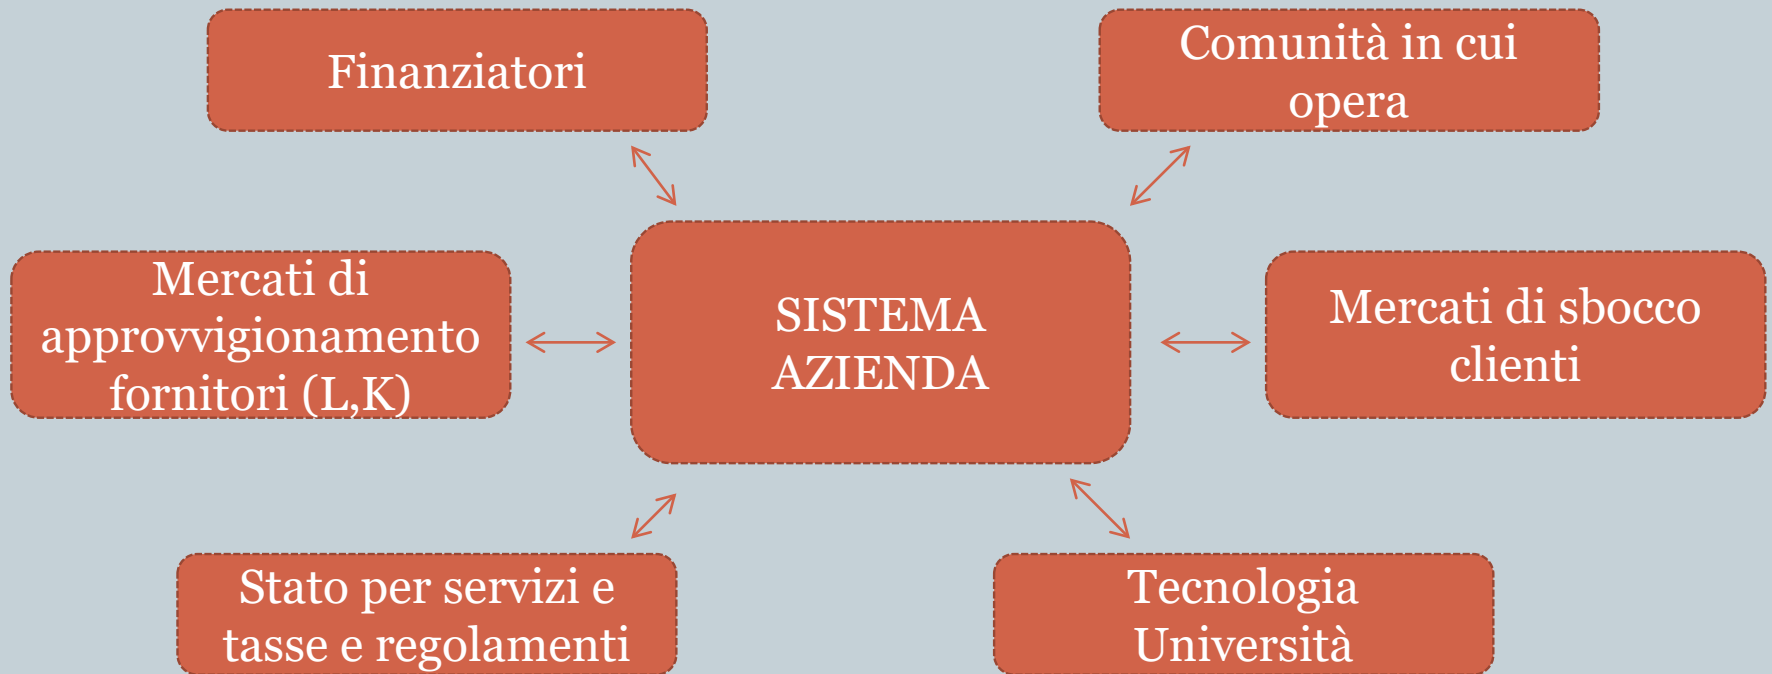 Finanziatori
Comunità in cui
opera
Mercati di
approvvigionamento
fornitori (L,K)
SISTEMA
AZIENDA
Mercati di sbocco
clienti
Stato per servizi e
tasse e regolamenti
Tecnologia
Università